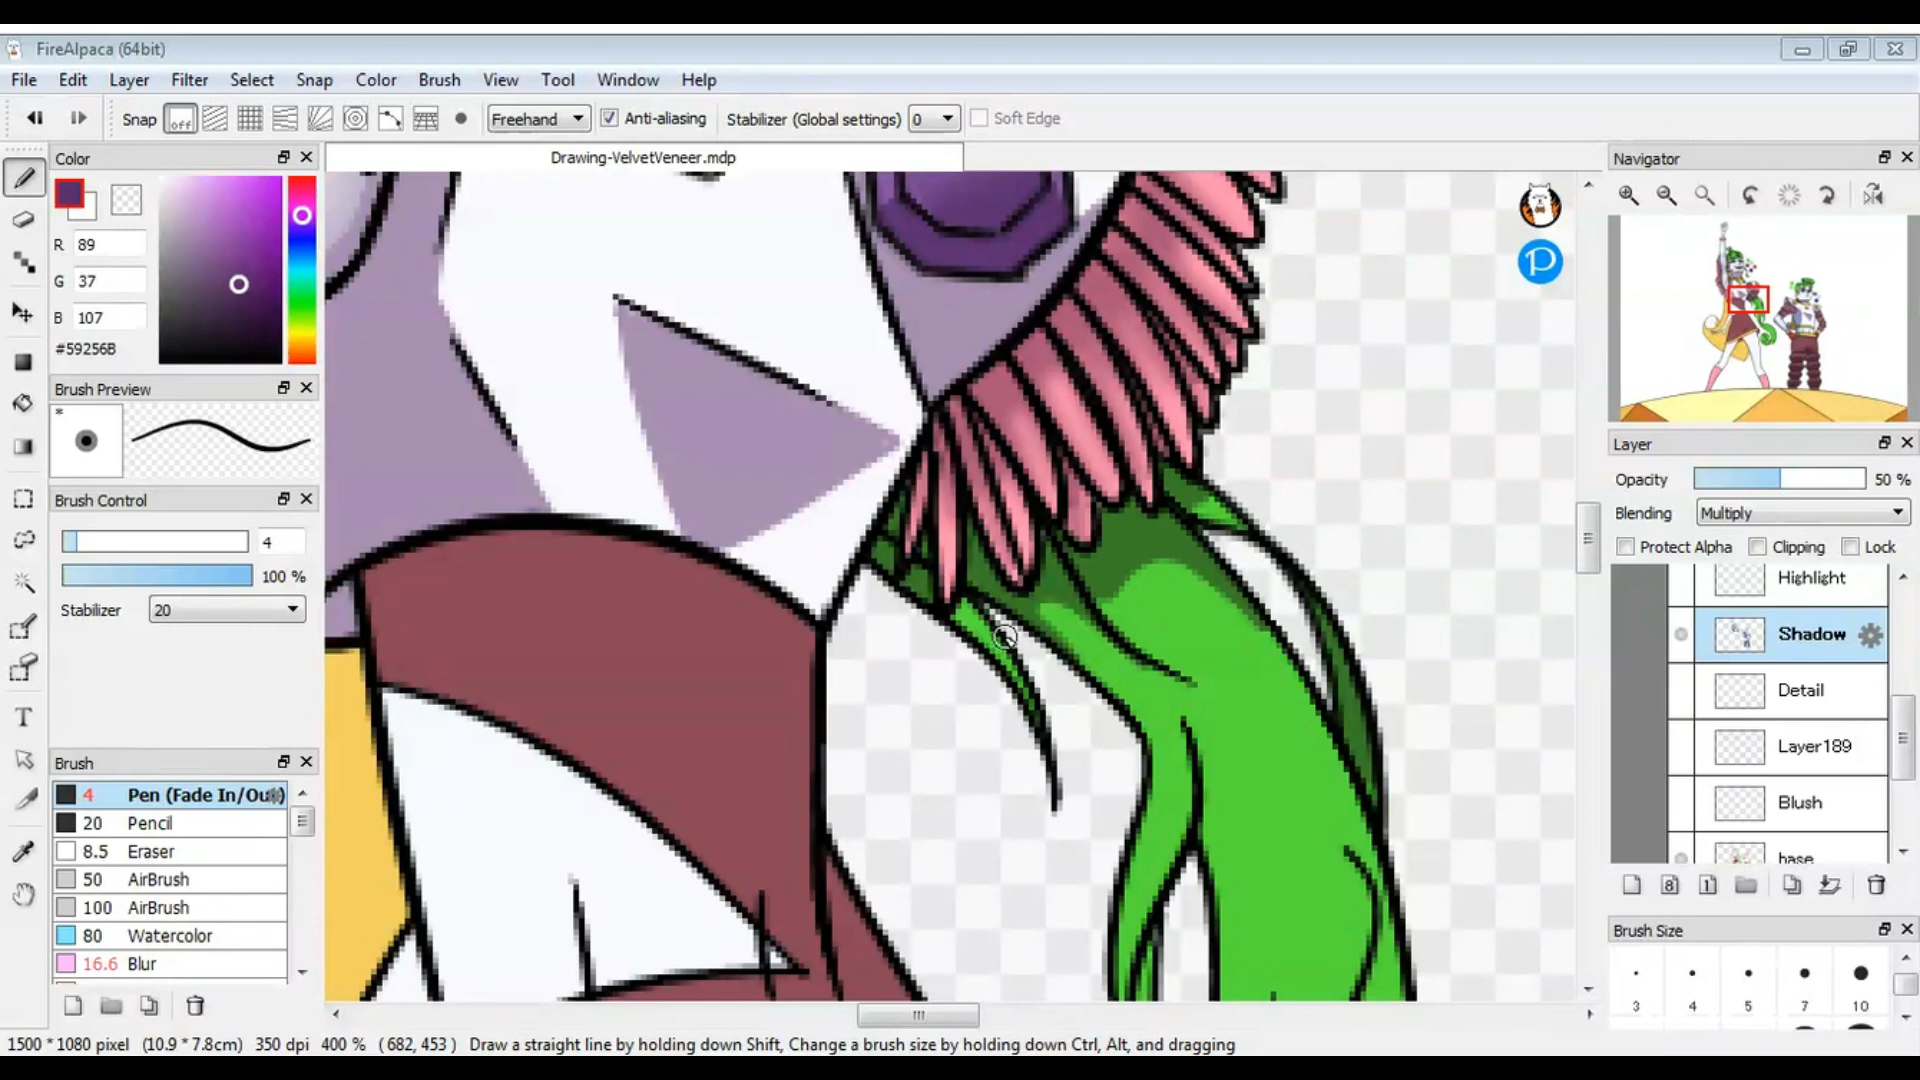 FireAlpaca (64bit)
File Edit Layer Filter Select Snap Color Brush View Tool Window Help
Snap off Freehand Anti-aliasing Stabilizer (Global settings) 0 Soft Edge
Color
Drawing-VelvetVeneer.mdp
Navigator
R 89
G 37
B 107
#59256B
Brush Preview
*
Brush Control
4
100 %
Stabilizer 20
Brush
4 Pen (Fade In/Out)
20 Pencil
8.5 Eraser
50 AirBrush
100 AirBrush
80 Watercolor
16.6 Blur
Layer
Opacity 50 %
Blending Multiply
Protect Alpha Clipping Lock
Highlight
Shadow
Detail
Layer189
Blush
base
8 1
Brush Size
3 4 5 7 10
T
P
1500 * 1080 pixel (10.9 * 7.8cm) 350 dpi 400 % ( 682, 453 ) Draw a straight line by holding down Shift, Change a brush size by holding down Ctrl, Alt, and dragging